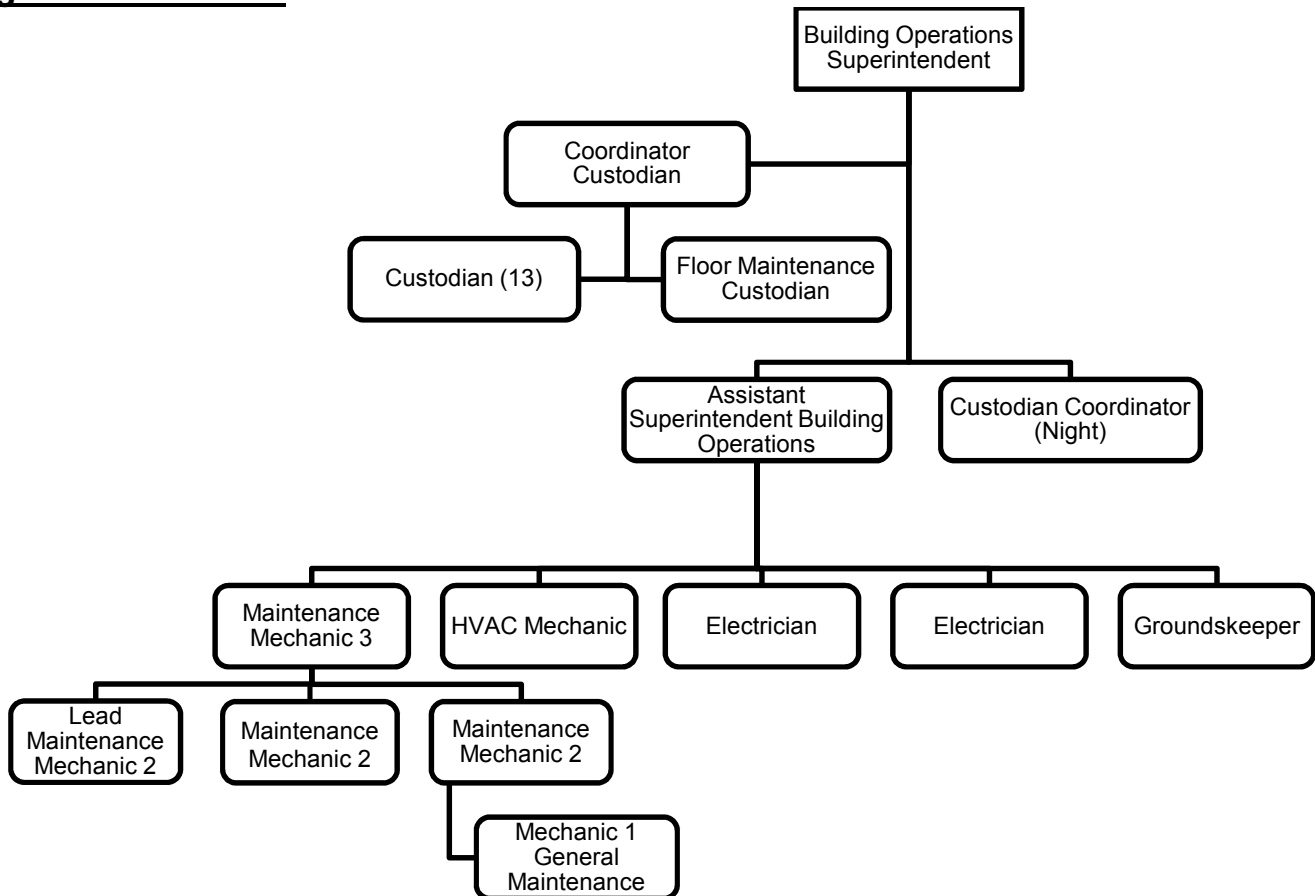 Building Operations
Superintendent
Coordinator
Custodian
Custodian (13)
Floor Maintenance
Custodian
Assistant
Superintendent Building
Operations
Custodian Coordinator
(Night)
Maintenance
Mechanic 3
HVAC Mechanic
Electrician
Electrician
Groundskeeper
Lead
Maintenance
Mechanic 2
Maintenance
Mechanic 2
Maintenance
Mechanic 2
Mechanic 1
General
Maintenance